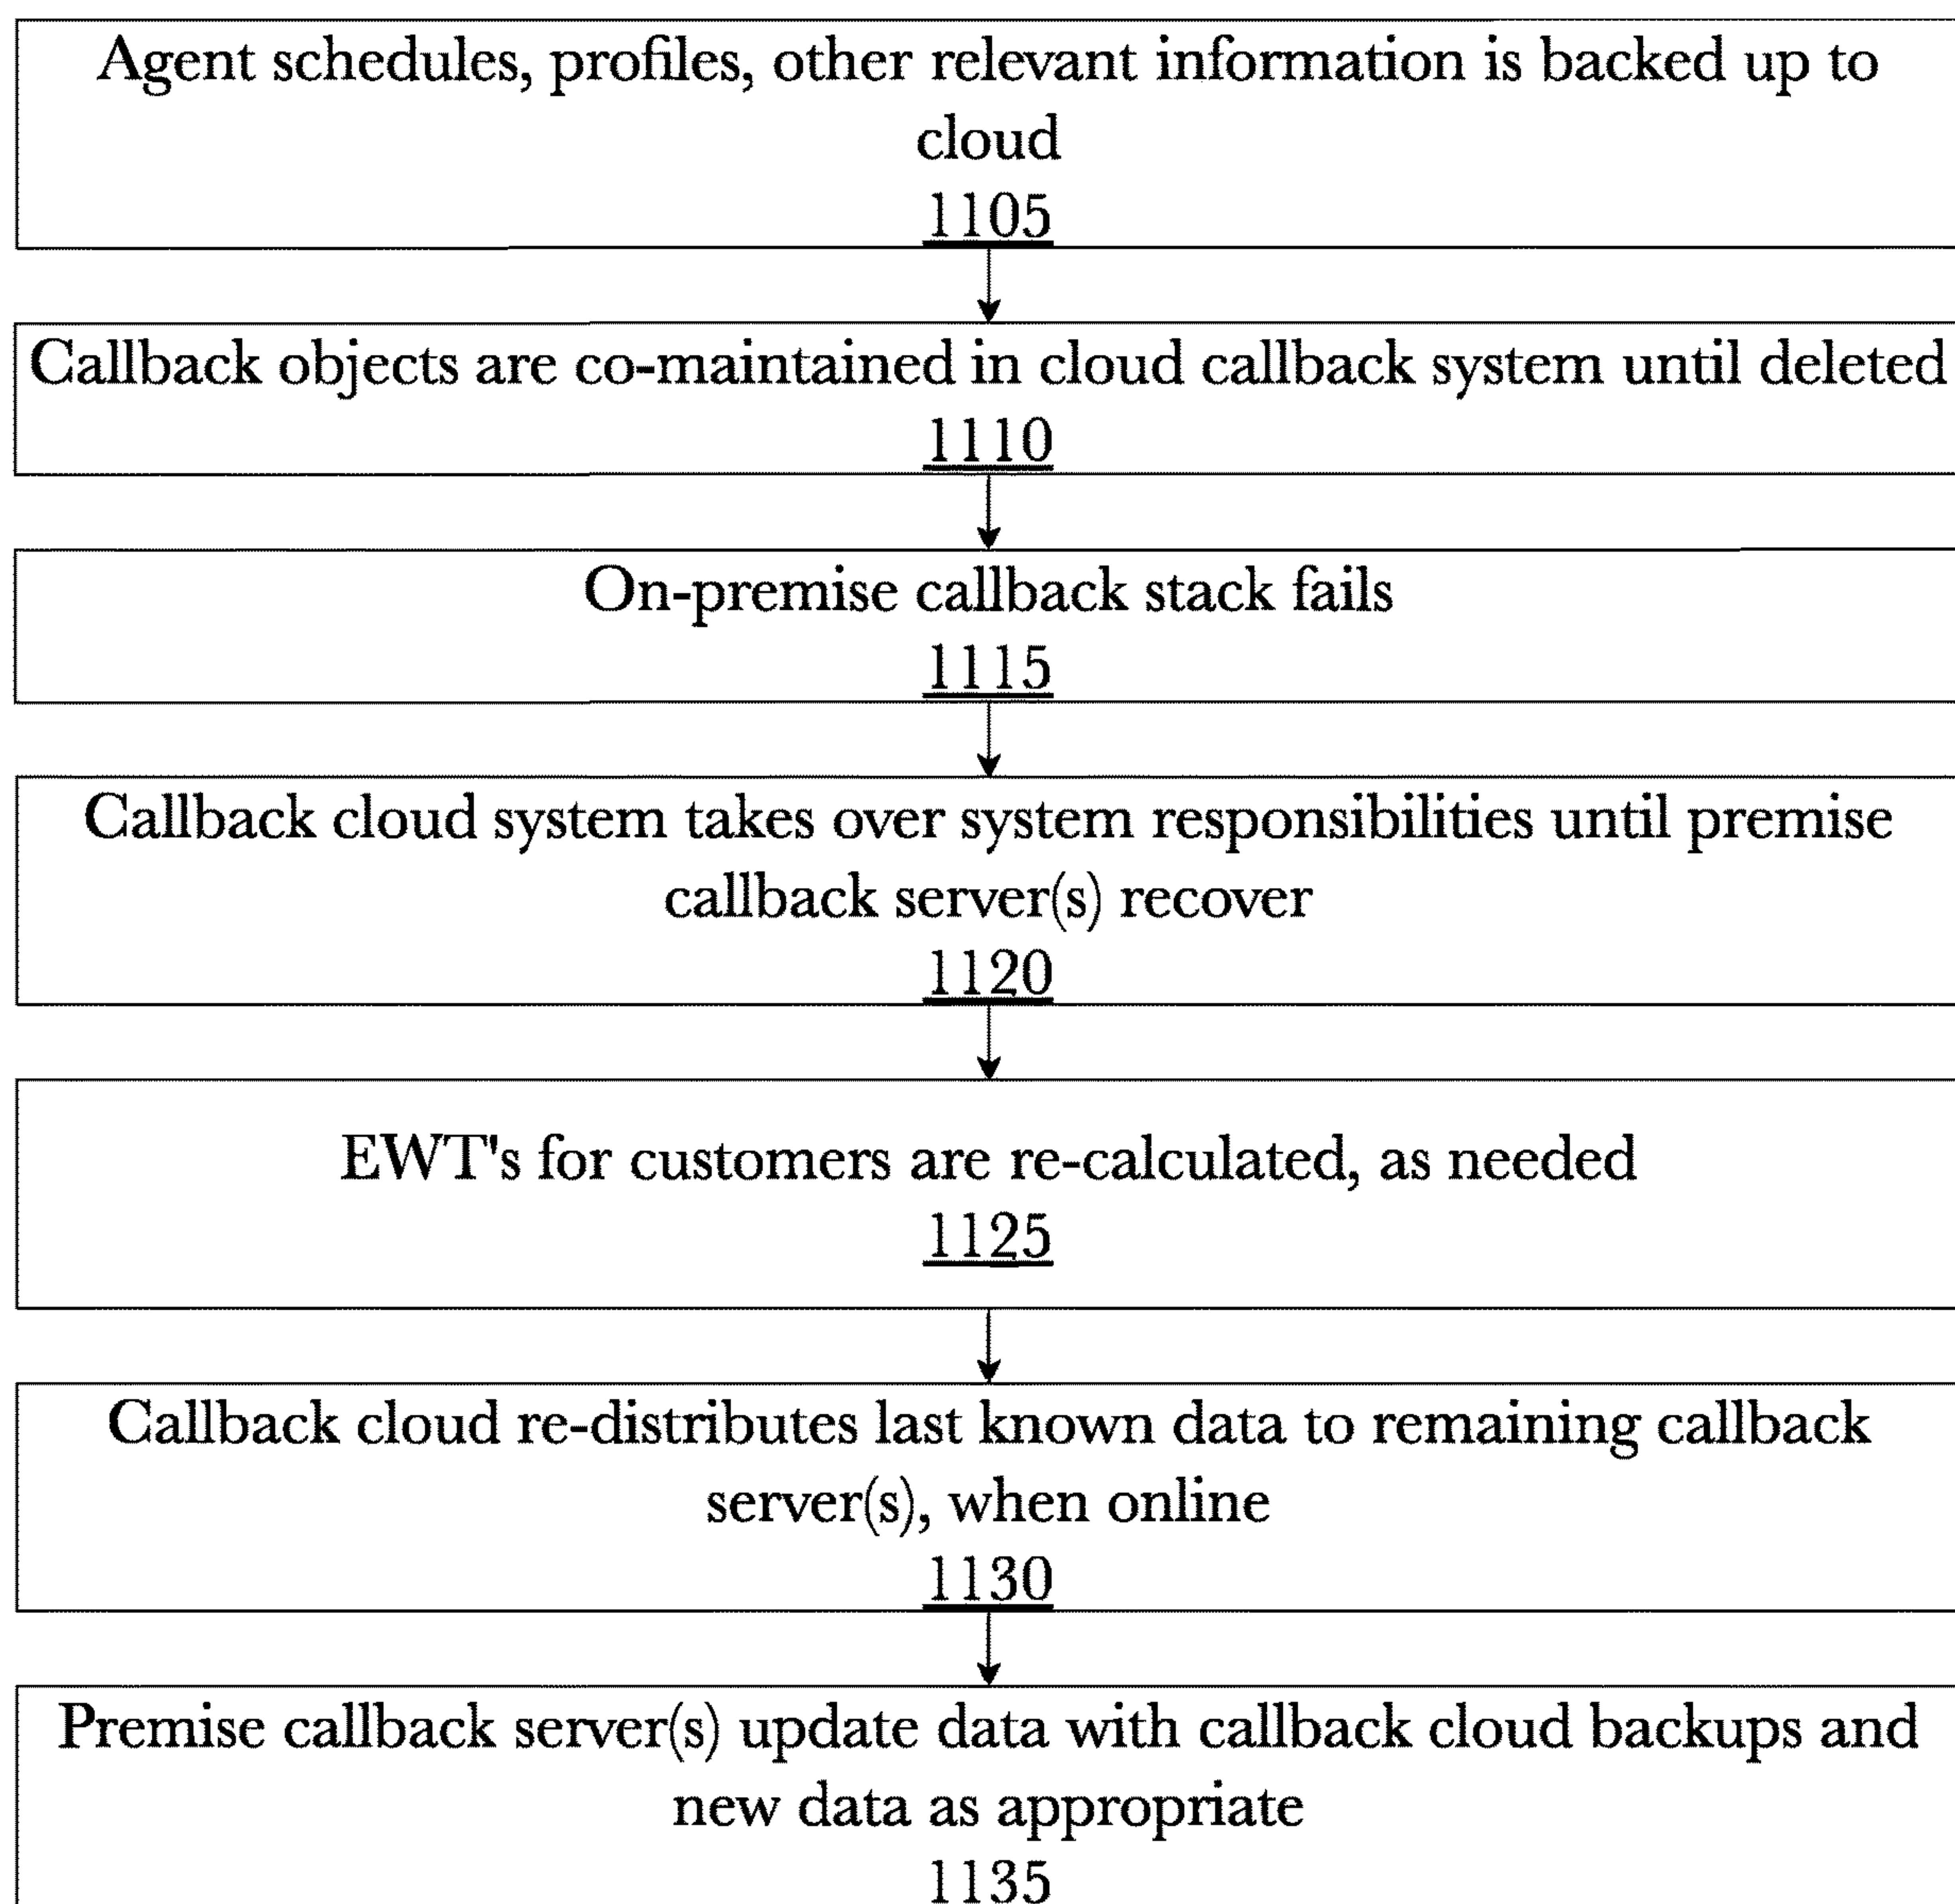 Agent schedules, profiles, other relevant information is backed up to
cloud
1105
Callback objects are co-maintained in cloud callback system until deleted
1110
On-premise callback stack fails
1115
Callback cloud system takes over system responsibilities until premise
callback server(s) recover
1120
EWT's for customers are re-calculated, as needed
1125
Callback cloud re-distributes last known data to remaining callback
server(s), when online
1130
Premise callback server(s) update data with callback cloud backups and
new data as appropriate
1135